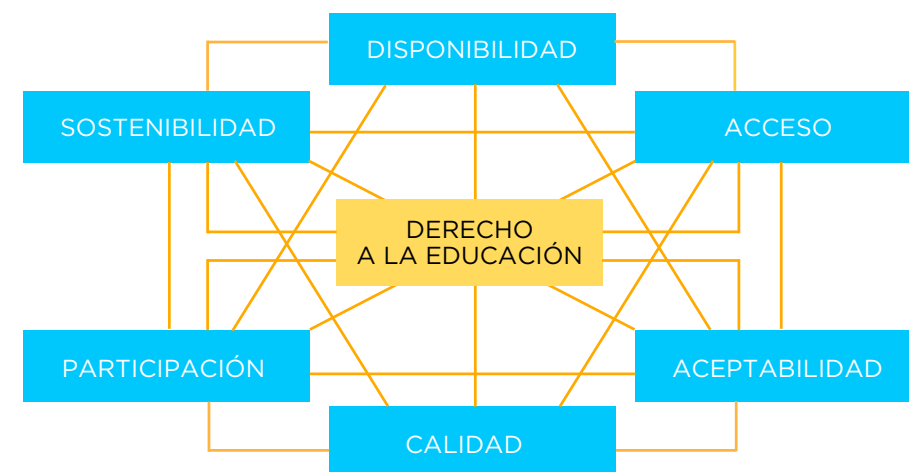 DISPONIBILIDAD
SOSTENIBILIDAD
ACCESO
DERECHO
A LA EDUCACIÓN
PARTICIPACIÓN
ACEPTABILIDAD
CALIDAD